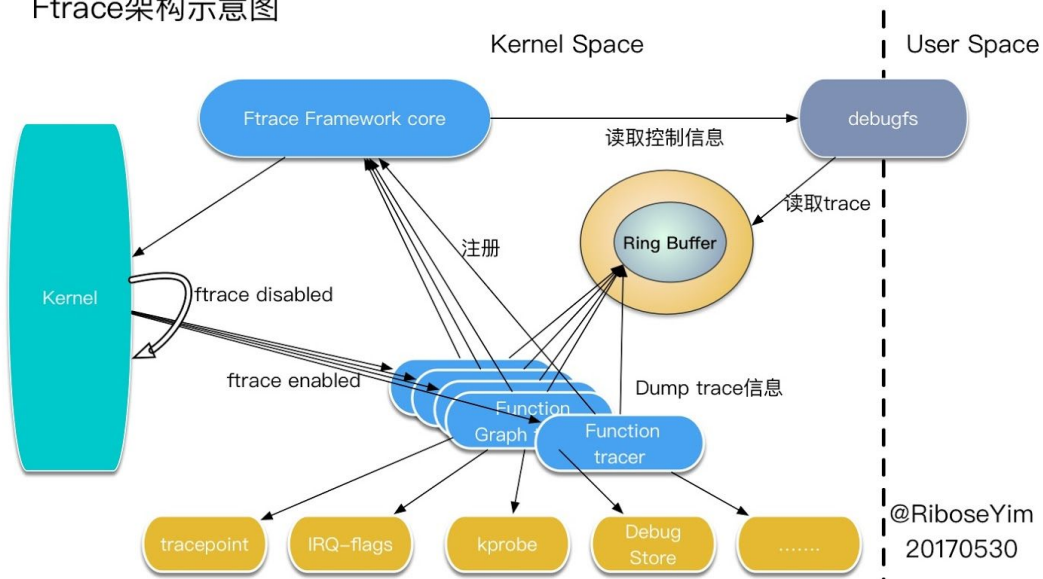 Ftrace架构示意图
Kernel Space
User Space
Ftrace Framework core
debugfs
读取控制信息
读取trace
注册
Ring Buffer
Kernel
ftrace disabled
ftrace enabled
Dump trace信息
Function
Graph
Function
tracer
tracepoint
IRQ-flags
kprobe
Debug
Store
.......
@RiboseYim
20170530